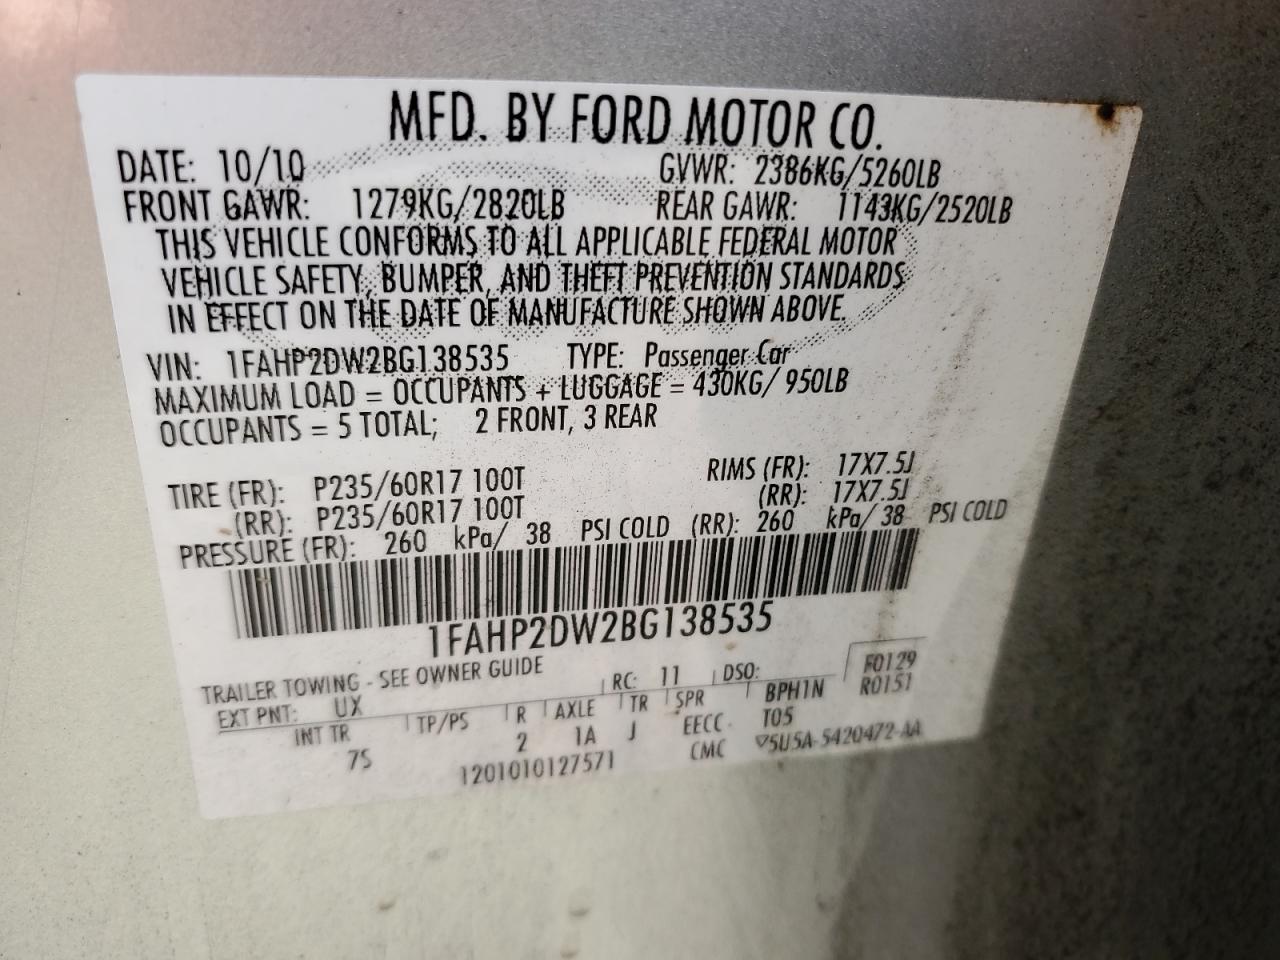 MFD. BY FORD MOTOR CO.
DATE: 10/10 GVWR: 2386KG/5260LB
FRONT GAWR: 1279KG/2820LB REAR GAWR: 1143KG/2520LB
THIS VEHICLE CONFORMS TO ALL APPLICABLE FEDERAL MOTOR
VEHICLE SAFETY, BUMPER, AND THEFT PREVENTION STANDARDS
IN EFFECT ON THE DATE OF MANUFACTURE SHOWN ABOVE.
VIN: 1FAHP2DW2BG138535 TYPE: Passenger Car
MAXIMUM LOAD = OCCUPANTS + LUGGAGE = 430KG/ 950LB
OCCUPANTS = 5 TOTAL; 2 FRONT, 3 REAR
TIRE (FR): P235/60R17 100T RIMS (FR): 17X7.5J
(RR): P235/60R17 100T (RR): 17X7.5J
PRESSURE (FR): 260 kPa/ 38 PSI COLD (RR): 260 kPa/ 38 PSI COLD
1FAHP2DW2BG138535
TRAILER TOWING - SEE OWNER GUIDE
EXT PNT: UX RC: 11 DSO: F0129
R0151
INT TR TP/PS R AXLE TR SPR BPH1N
7S 2 1A J EECC T05
1201010127571 CMC ▽5U5A-5420472-AA